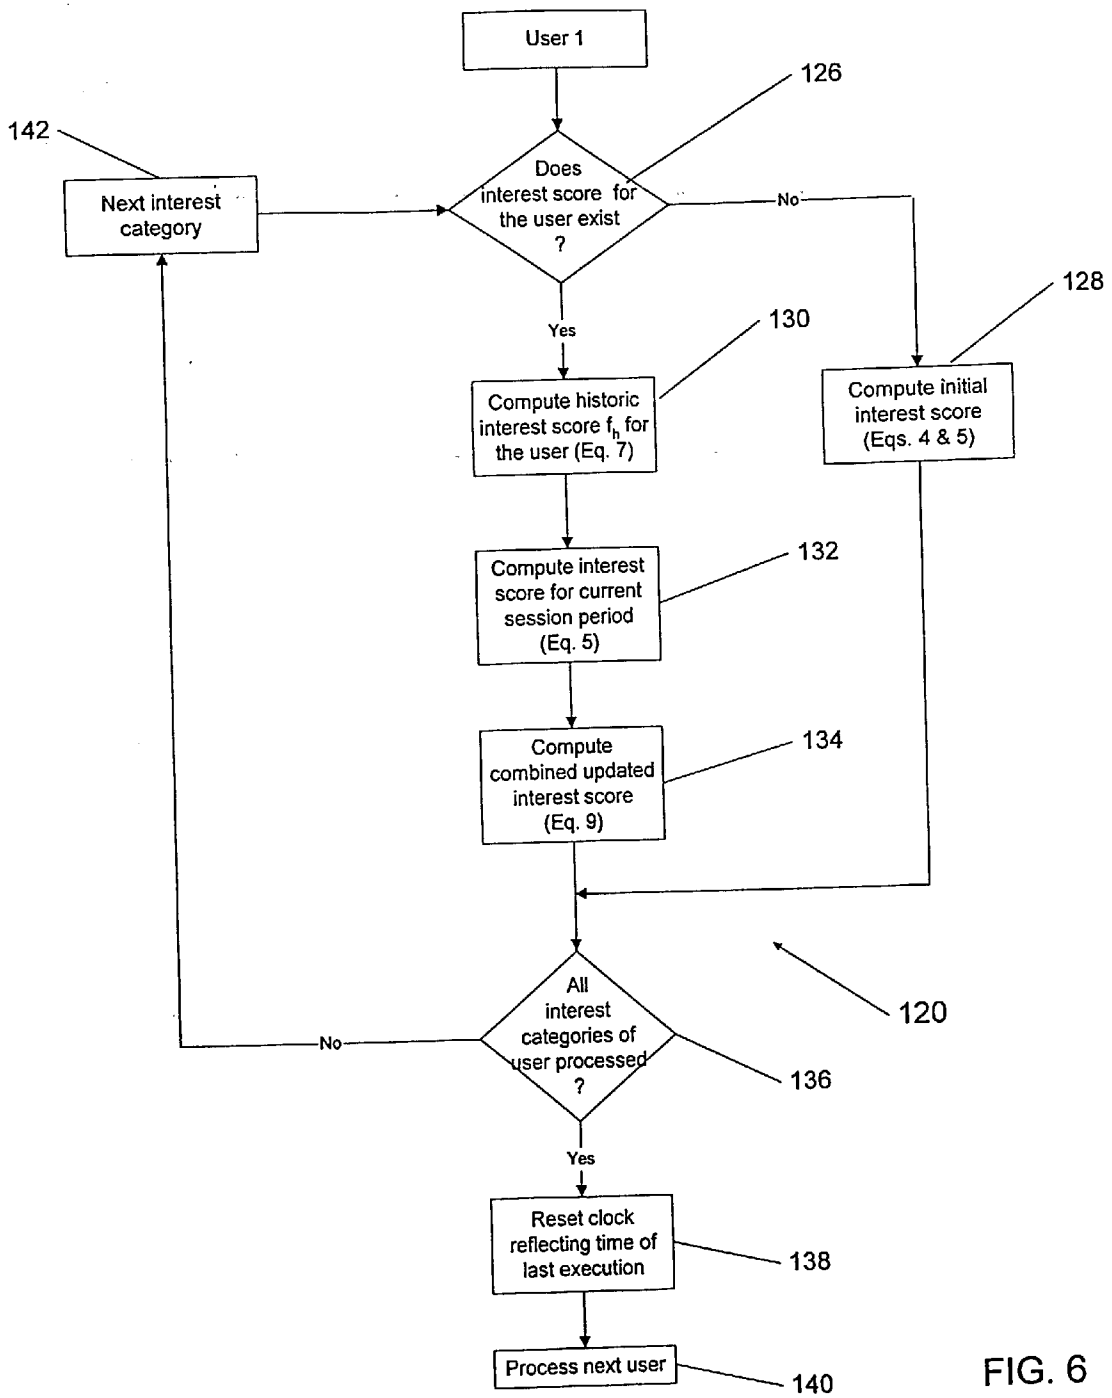 User 1
126
142
Does
interest score for
the user exist
?
No
Next interest
category
128
Yes
130
Compute historic
interest score fh for
the user (Eq. 7)
Compute initial
interest score
(Eqs. 4 & 5)
132
Compute interest
score for current
session period
(Eq. 5)
134
Compute
combined updated
interest score
(Eq. 9)
120
All
interest
categories of
user processed
?
No
136
Yes
Reset clock
reflecting time of
last execution
138
Process next user
140
FIG. 6